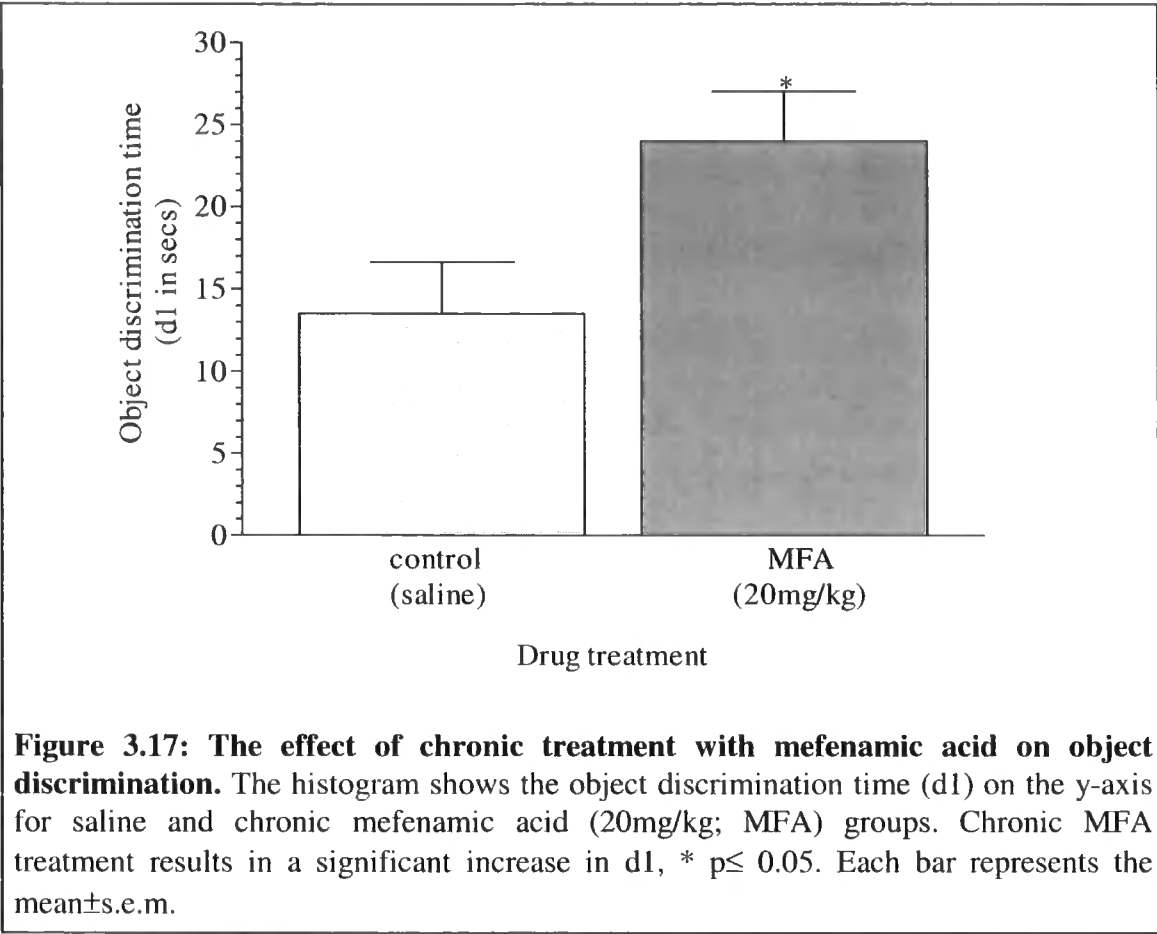 30
25
20
15
10
5
0
Object discrimination time
(d1 in secs)
*
control
(saline)
MFA
(20mg/kg)
Drug treatment
Figure 3.17: The effect of chronic treatment with mefenamic acid on object
discrimination. The histogram shows the object discrimination time (d1) on the y-axis
for saline and chronic mefenamic acid (20mg/kg; MFA) groups. Chronic MFA
treatment results in a significant increase in d1, * p≤ 0.05. Each bar represents the
mean±s.e.m.